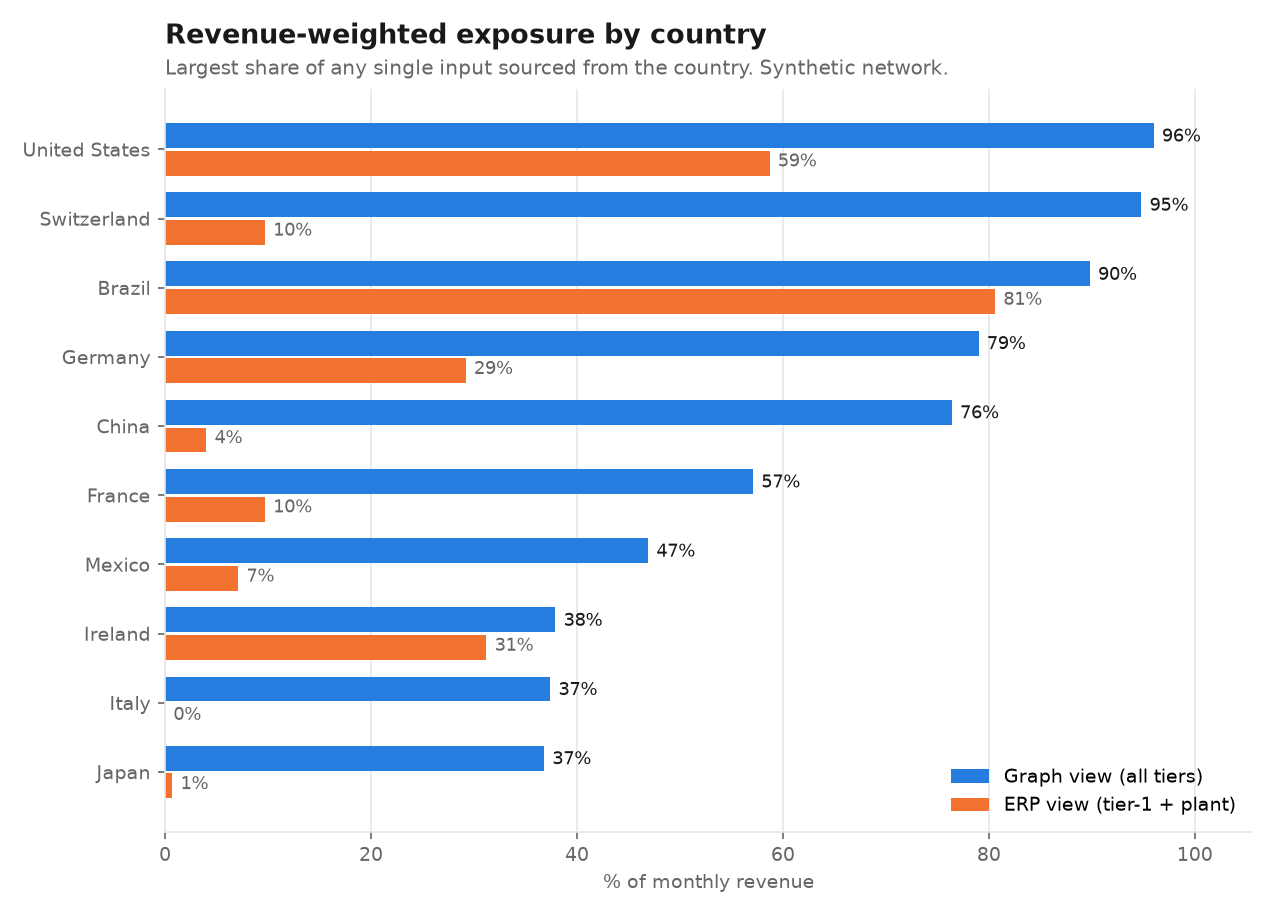 Revenue-weighted exposure by country
Largest share of any single input sourced from the country. Synthetic network.
United States
96%
59%
Switzerland
95%
10%
Brazil
90%
81%
Germany
79%
29%
China
76%
4%
France
57%
10%
Mexico
47%
7%
Ireland
38%
31%
Italy
37%
0%
Japan
37%
1%
Graph view (all tiers)
ERP view (tier-1 + plant)
0 20 40 60 80 100
% of monthly revenue